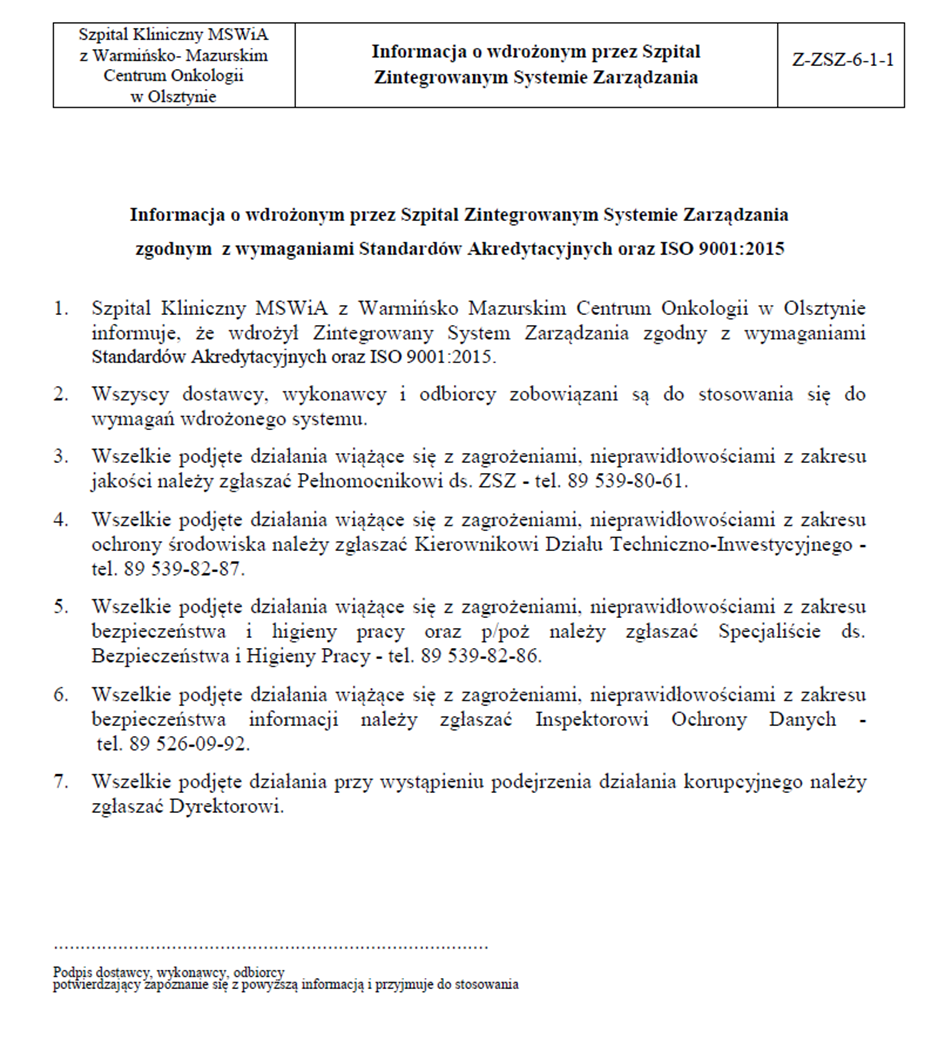 Szpital Kliniczny MSWiA
z Warmińsko- Mazurskim
Centrum Onkologii
w Olsztynie
Informacja o wdrożonym przez Szpital
Zintegrowanym Systemie Zarządzania
Z-ZSZ-6-1-1
Informacja o wdrożonym przez Szpital Zintegrowanym Systemie Zarządzania
zgodnym z wymaganiami Standardów Akredytacyjnych oraz ISO 9001:2015
1. Szpital Kliniczny MSWiA z Warmińsko Mazurskim Centrum Onkologii w Olsztynie
informuje, że wdrożył Zintegrowany System Zarządzania zgodny z wymaganiami
Standardów Akredytacyjnych oraz ISO 9001:2015.
2. Wszyscy dostawcy, wykonawcy i odbiorcy zobowiązani są do stosowania się do
wymagań wdrożonego systemu.
3. Wszelkie podjęte działania wiążące się z zagrożeniami, nieprawidłowościami z zakresu
jakości należy zgłaszać Pełnomocnikowi ds. ZSZ - tel. 89 539-80-61.
4. Wszelkie podjęte działania wiążące się z zagrożeniami, nieprawidłowościami z zakresu
ochrony środowiska należy zgłaszać Kierownikowi Działu Techniczno-Inwestycyjnego -
tel. 89 539-82-87.
5. Wszelkie podjęte działania wiążące się z zagrożeniami, nieprawidłowościami z zakresu
bezpieczeństwa i higieny pracy oraz p/poż należy zgłaszać Specjaliście ds.
Bezpieczeństwa i Higieny Pracy - tel. 89 539-82-86.
6. Wszelkie podjęte działania wiążące się z zagrożeniami, nieprawidłowościami z zakresu
bezpieczeństwa informacji należy zgłaszać Inspektorowi Ochrony Danych -
tel. 89 526-09-92.
7. Wszelkie podjęte działania przy wystąpieniu podejrzenia działania korupcyjnego należy
zgłaszać Dyrektorowi.
.................................................................................
Podpis dostawcy, wykonawcy, odbiorcy
potwierdzający zapoznanie się z powyższą informacją i przyjmuje do stosowania